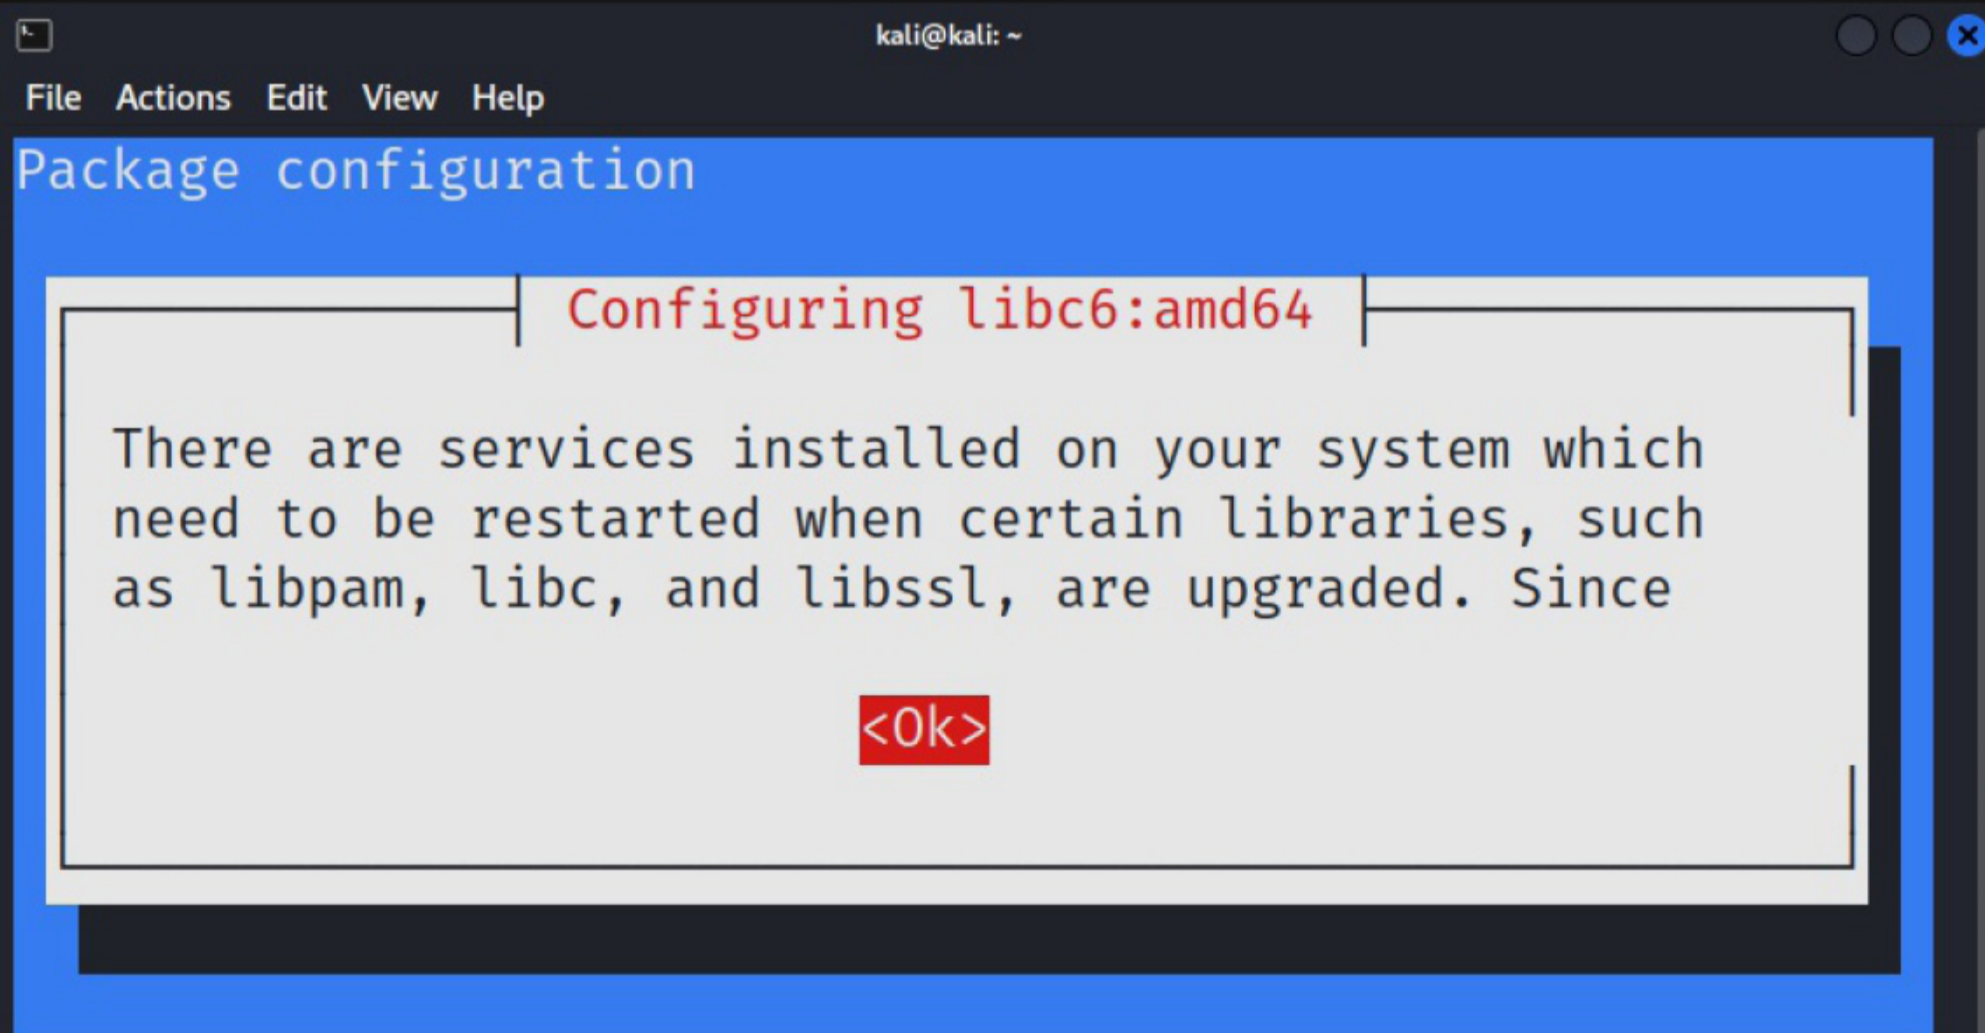 kali@kali: ~
File Actions Edit View Help
Package configuration
Configuring libc6:amd64
There are services installed on your system which
need to be restarted when certain libraries, such
as libpam, libc, and libssl, are upgraded. Since
<Ok>